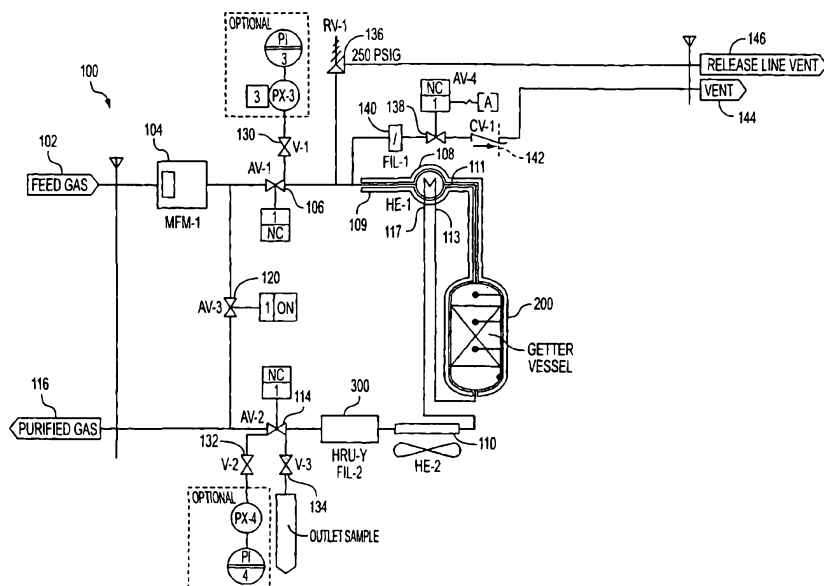 OPTIONAL
PI
3
RV-1
136
250 PSIG
146
RELEASE LINE VENT
100
3
PX-3
NC
1
AV-4
A
VENT
144
102
104
130
V-1
140
138
CV-1
142
FEED GAS
AV-1
FIL-1
108
111
MFM-1
106
HE-1
109
117
113
1
NC
120
AV-3
1 ON
200
GETTER
VESSEL
NC
1
116
114
300
PURIFIED GAS
AV-2
HRU-Y
FIL-2
110
HE-2
132
V-2
V-3
134
OPTIONAL
PX-4
OUTLET SAMPLE
PI
4